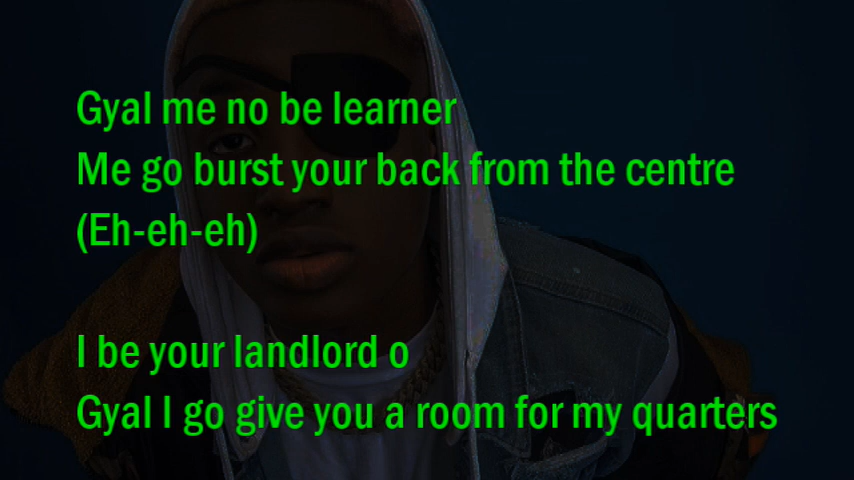 Gyal me no be learner
Me go burst your back from the centre
(Eh-eh-eh)
I be your landlord o
Gyal I go give you a room for my quarters